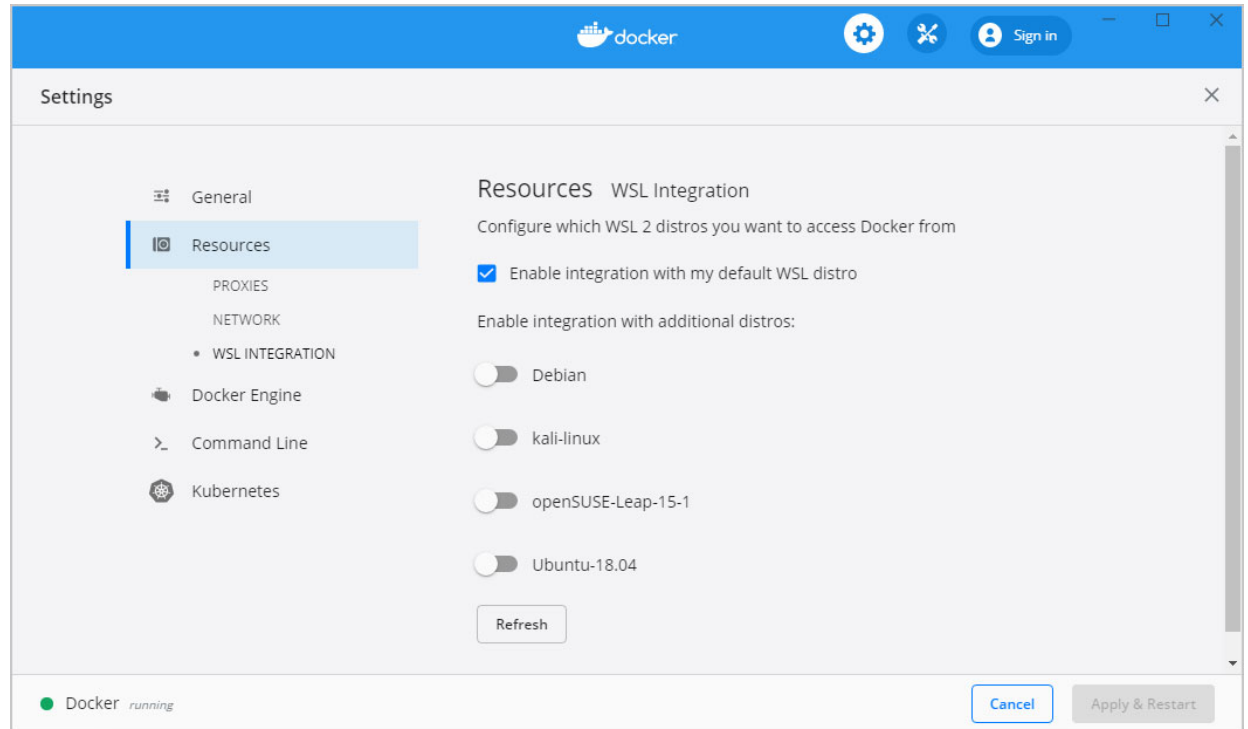 docker
Sign in
Settings
General
Resources
PROXIES
NETWORK
WSL INTEGRATION
Docker Engine
Command Line
Kubernetes
Resources WSL Integration
Configure which WSL 2 distros you want to access Docker from
Enable integration with my default WSL distro
Enable integration with additional distros:
Debian
kali-linux
openSUSE-Leap-15-1
Ubuntu-18.04
Refresh
Docker running
Cancel
Apply & Restart